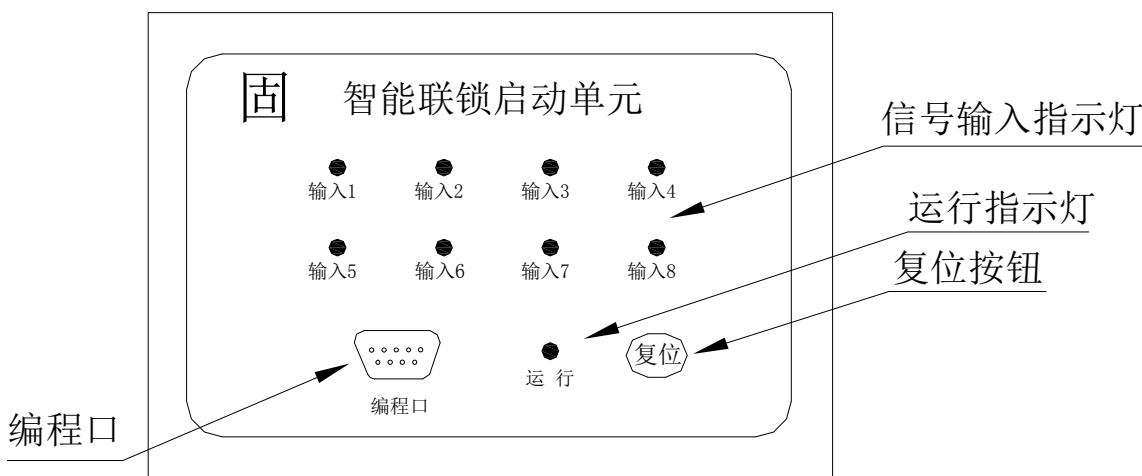 固 智能联锁启动单元
信号输入指示灯
输入1 输入2 输入3 输入4
运行指示灯
输入5 输入6 输入7 输入8
复位按钮
复位
运 行
编程口
编程口